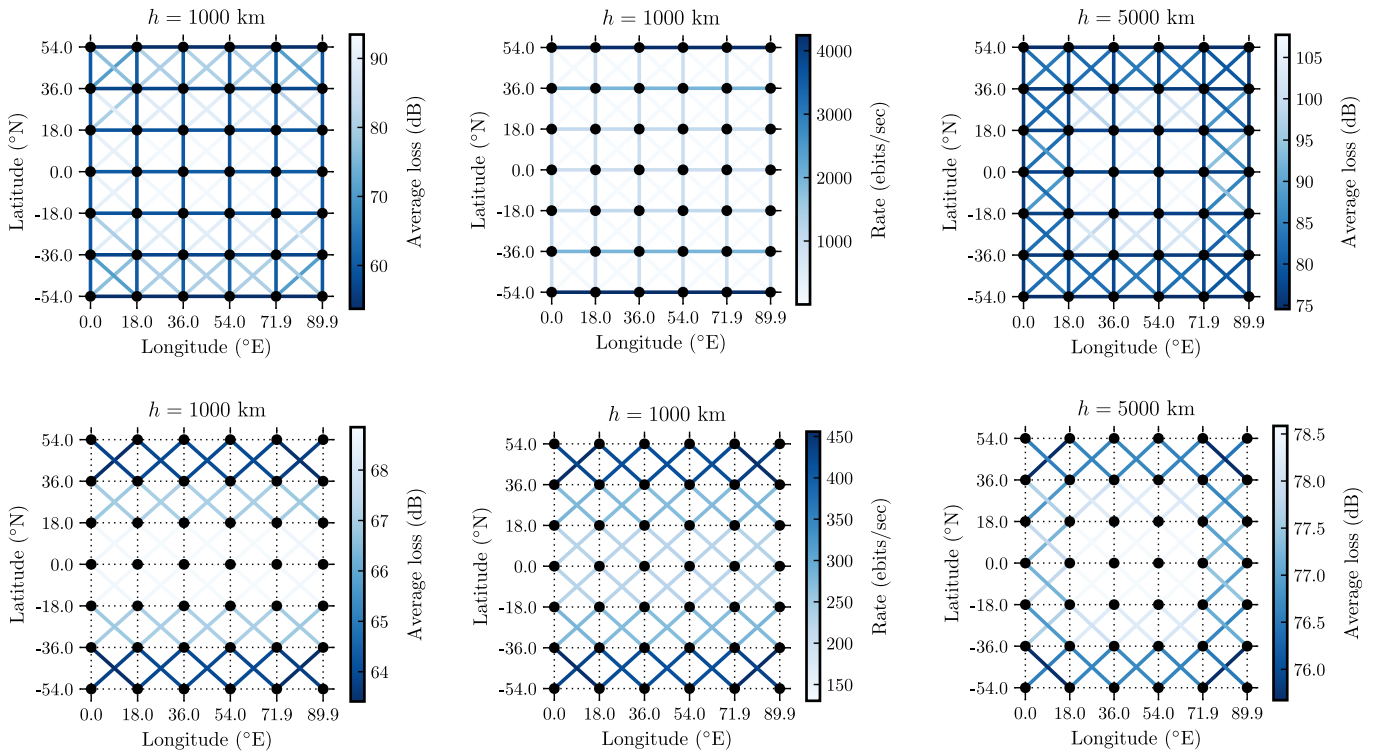 h = 1000 km
54.0
36.0
18.0
0.0
-18.0
-36.0
-54.0
Latitude (°N)
0.0 18.0 36.0 54.0 71.9 89.9
Longitude (°E)
90
80
70
60
Average loss (dB)
h = 1000 km
54.0
36.0
18.0
0.0
-18.0
-36.0
-54.0
Latitude (°N)
0.0 18.0 36.0 54.0 71.9 89.9
Longitude (°E)
4000
3000
2000
1000
Rate (ebits/sec)
h = 5000 km
54.0
36.0
18.0
0.0
-18.0
-36.0
-54.0
Latitude (°N)
0.0 18.0 36.0 54.0 71.9 89.9
Longitude (°E)
105
100
95
90
85
80
75
Average loss (dB)
h = 1000 km
54.0
36.0
18.0
0.0
-18.0
-36.0
-54.0
Latitude (°N)
0.0 18.0 36.0 54.0 71.9 89.9
Longitude (°E)
68
67
66
65
64
Average loss (dB)
h = 1000 km
54.0
36.0
18.0
0.0
-18.0
-36.0
-54.0
Latitude (°N)
0.0 18.0 36.0 54.0 71.9 89.9
Longitude (°E)
450
400
350
300
250
200
150
Rate (ebits/sec)
h = 5000 km
54.0
36.0
18.0
0.0
-18.0
-36.0
-54.0
Latitude (°N)
0.0 18.0 36.0 54.0 71.9 89.9
Longitude (°E)
78.5
78.0
77.5
77.0
76.5
76.0
Average loss (dB)